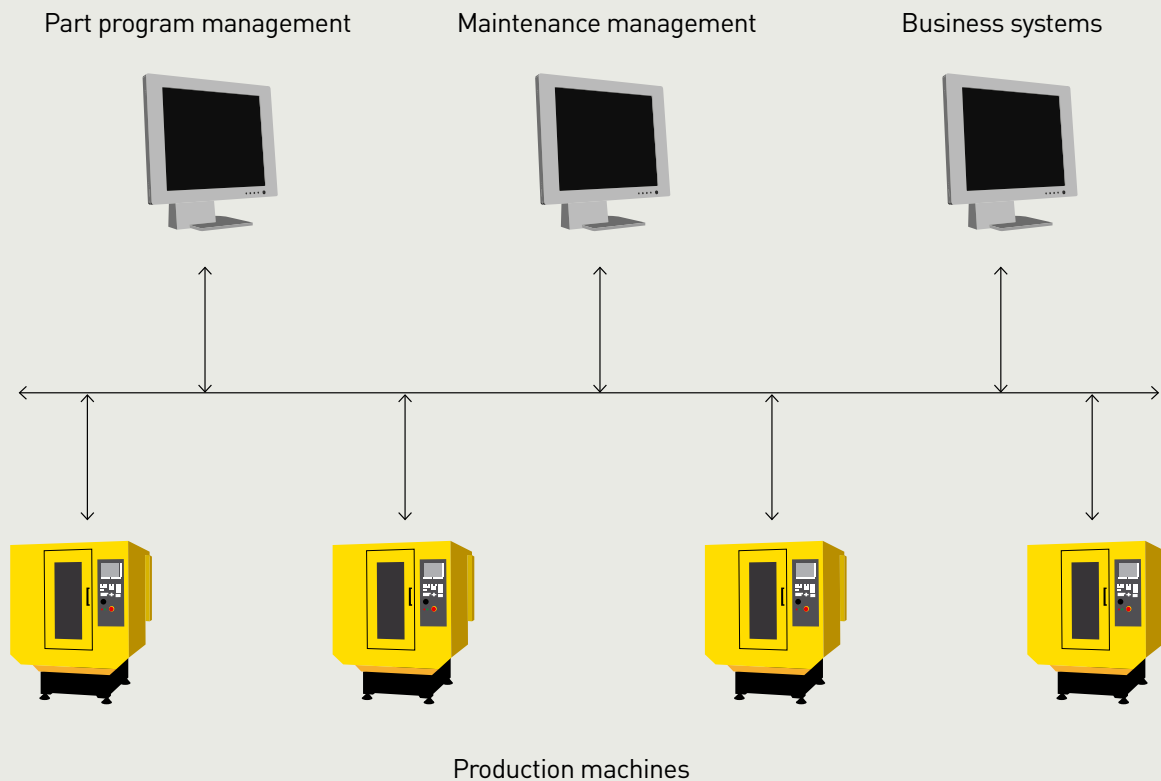 Part program management
Maintenance management
Business systems
Production machines